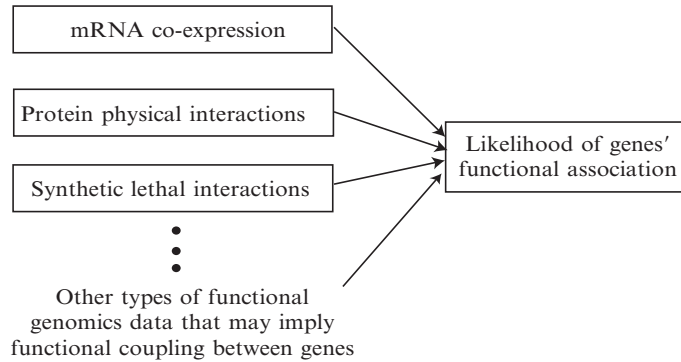 mRNA co-expression
Protein physical interactions
Synthetic lethal interactions
Other types of functional
genomics data that may imply
functional coupling between genes
Likelihood of genes′
functional association